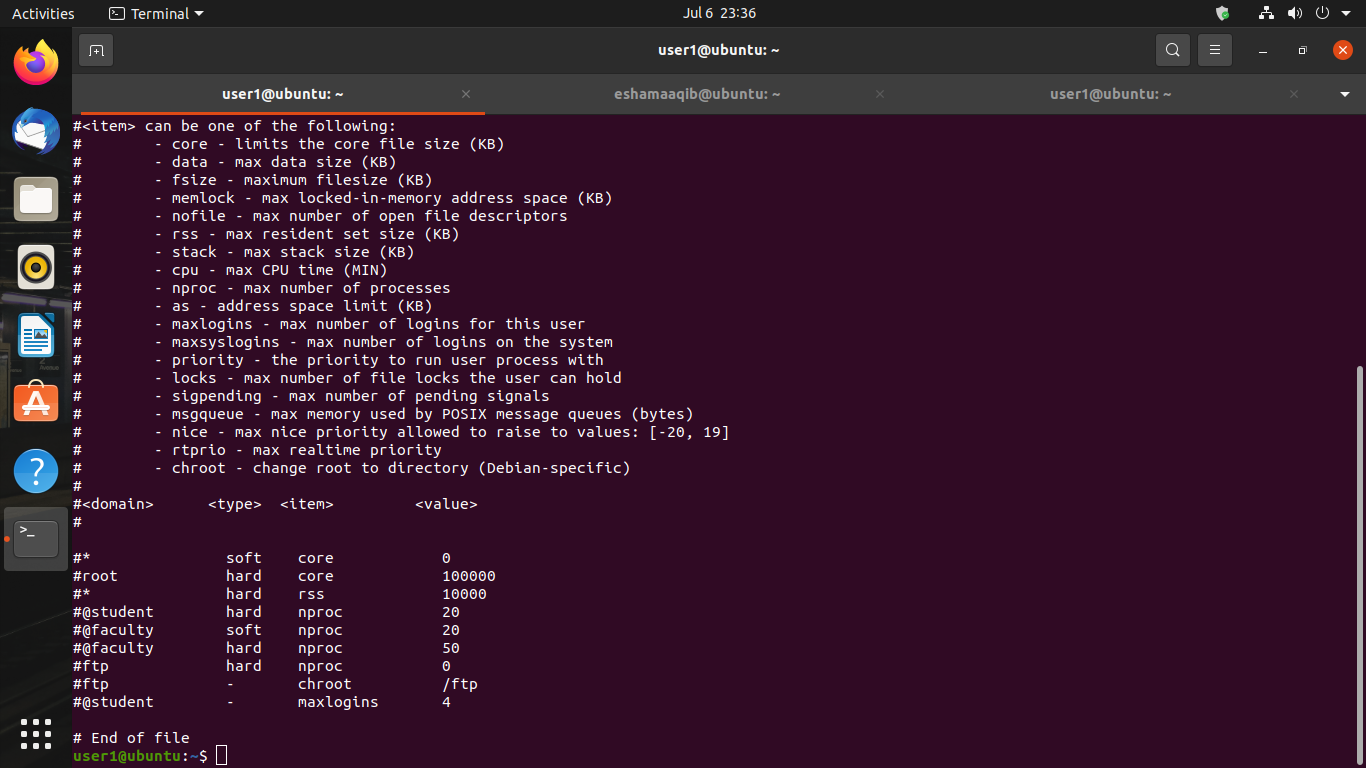 Activities Terminal Jul 6 23:36
user1@ubuntu: ~
user1@ubuntu: ~ eshamaaqib@ubuntu: ~ user1@ubuntu: ~
#<item> can be one of the following:
#        - core - limits the core file size (KB)
#        - data - max data size (KB)
#        - fsize - maximum filesize (KB)
#        - memlock - max locked-in-memory address space (KB)
#        - nofile - max number of open file descriptors
#        - rss - max resident set size (KB)
#        - stack - max stack size (KB)
#        - cpu - max CPU time (MIN)
#        - nproc - max number of processes
#        - as - address space limit (KB)
#        - maxlogins - max number of logins for this user
#        - maxsyslogins - max number of logins on the system
#        - priority - the priority to run user process with
#        - locks - max number of file locks the user can hold
#        - sigpending - max number of pending signals
#        - msgqueue - max memory used by POSIX message queues (bytes)
#        - nice - max nice priority allowed to raise to values: [-20, 19]
#        - rtprio - max realtime priority
#        - chroot - change root to directory (Debian-specific)
#
#<domain>      <type>  <item>         <value>
#
#*               soft    core            0
#root            hard    core            100000
#*               hard    rss             10000
#@student        hard    nproc           20
#@faculty        soft    nproc           20
#@faculty        hard    nproc           50
#ftp             hard    nproc           0
#ftp             -       chroot          /ftp
#@student        -       maxlogins       4
# End of file
user1@ubuntu:~$